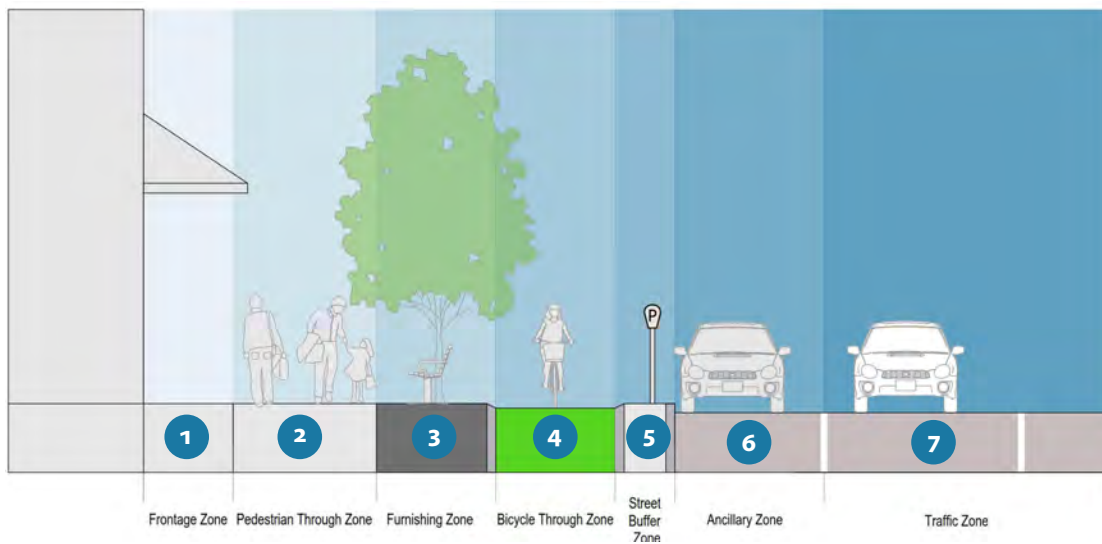 P
1
2
3
4
5
6
7
Frontage Zone
Pedestrian Through Zone
Furnishing Zone
Bicycle Through Zone
Street
Buffer
Zone
Ancillary Zone
Traffic Zone